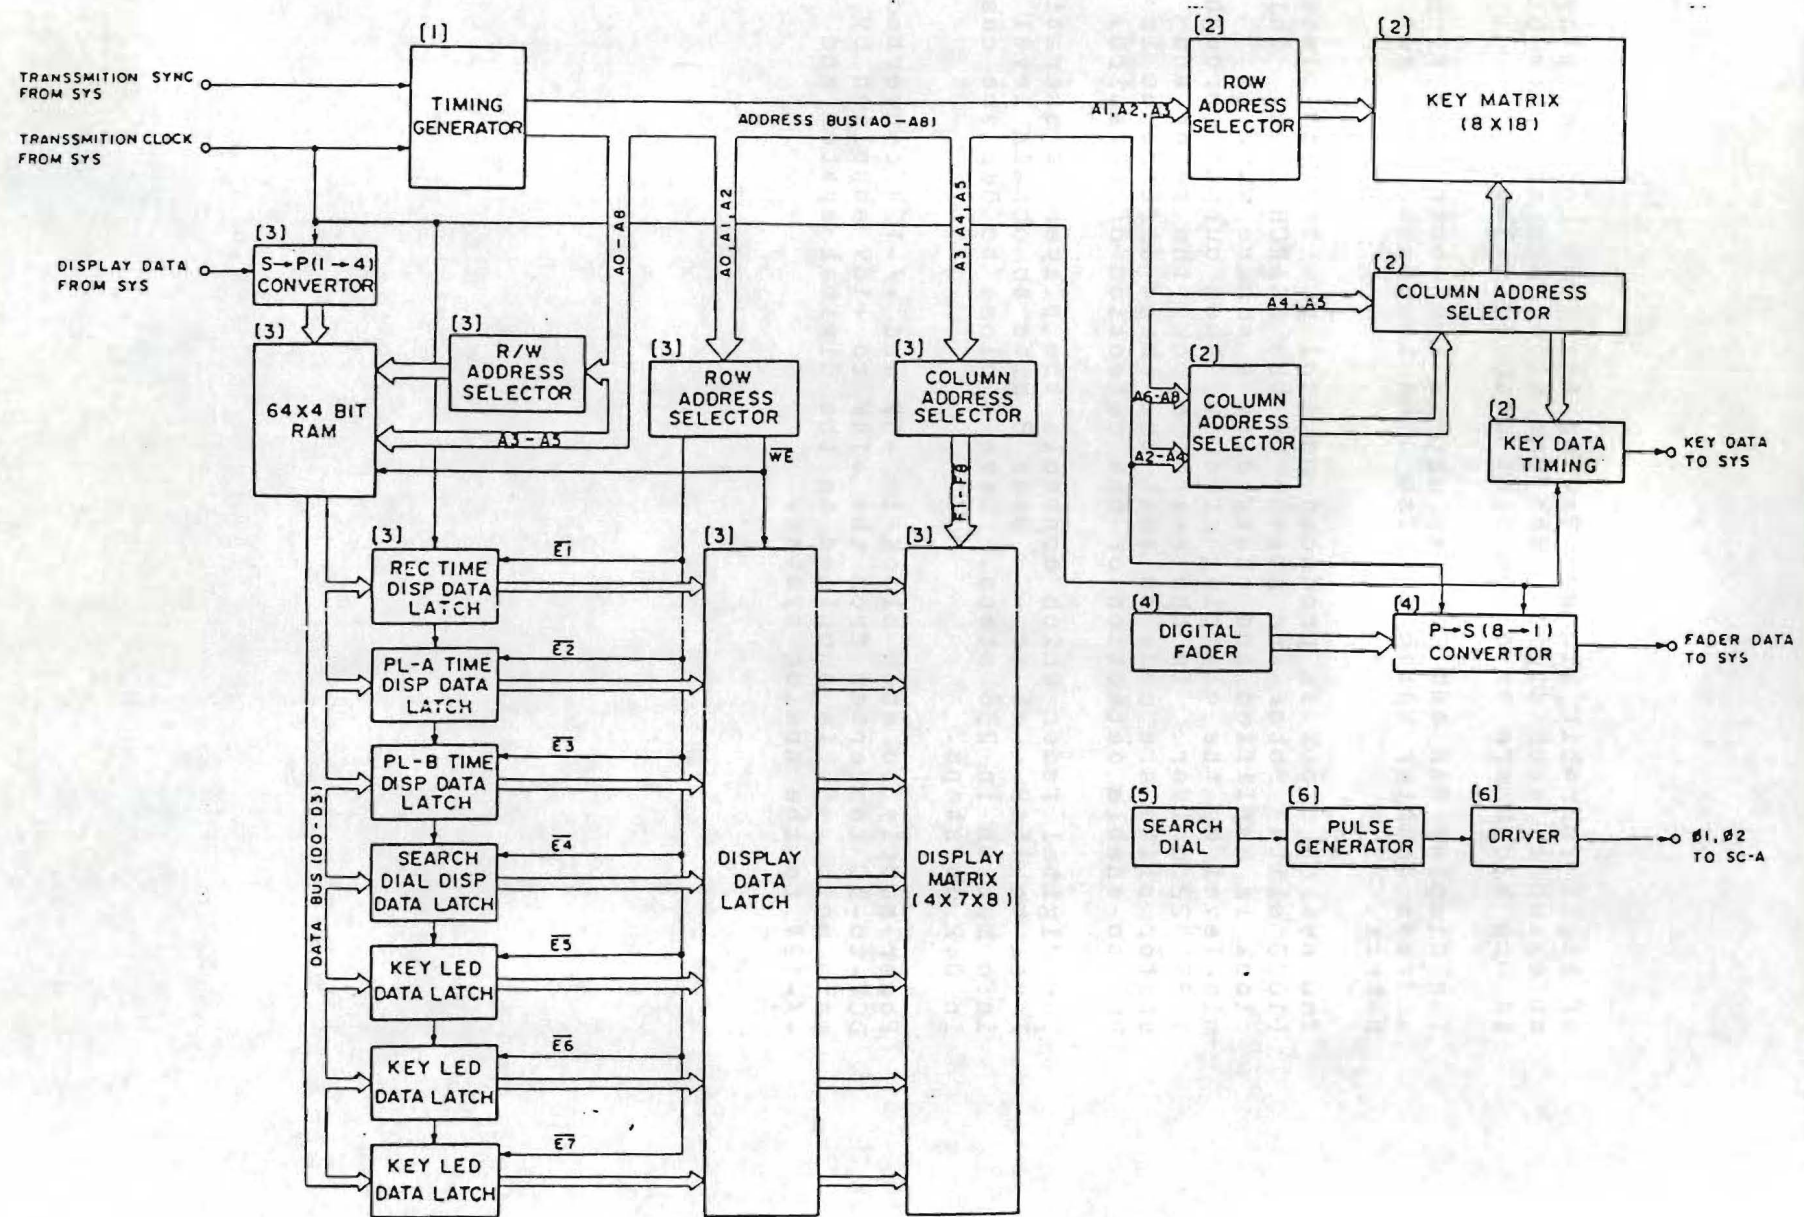 [1]
TRANSSMITION SYNC
FROM SYS
TRANSSMITION CLOCK
FROM SYS
TIMING
GENERATOR
ADDRESS BUS(A0-A8)
A1,A2,A3
[2]
ROW
ADDRESS
SELECTOR
[2]
KEY MATRIX
(8X18)
[3]
DISPLAY DATA
FROM SYS
S→P(1→4)
CONVERTOR
A0-A8
A0,A1,A2
A3,A4,A5
[2]
COLUMN ADDRESS
SELECTOR
A4,A5
[3]
64X4 BIT
RAM
[3]
R/W
ADDRESS
SELECTOR
A3-A5
[3]
ROW
ADDRESS
SELECTOR
WE
[3]
COLUMN
ADDRESS
SELECTOR
F1-F8
[2]
A6-A8
A2-A4
COLUMN
ADDRESS
SELECTOR
[2]
KEY DATA
TIMING
KEY DATA
TO SYS
DATA BUS(D0-D3)
[3]
REC TIME
DISP DATA
LATCH
E1
PL-A TIME
DISP DATA
LATCH
E2
PL-B TIME
DISP DATA
LATCH
E3
SEARCH
DIAL DISP
DATA LATCH
E4
KEY LED
DATA LATCH
E5
KEY LED
DATA LATCH
E6
KEY LED
DATA LATCH
E7
[3]
DISPLAY
DATA
LATCH
[3]
DISPLAY
MATRIX
(4X7X8)
[4]
DIGITAL
FADER
[4]
P→S(8→1)
CONVERTOR
FADER DATA
TO SYS
[5]
SEARCH
DIAL
[6]
PULSE
GENERATOR
[6]
DRIVER
Ø1,Ø2
TO SC-A